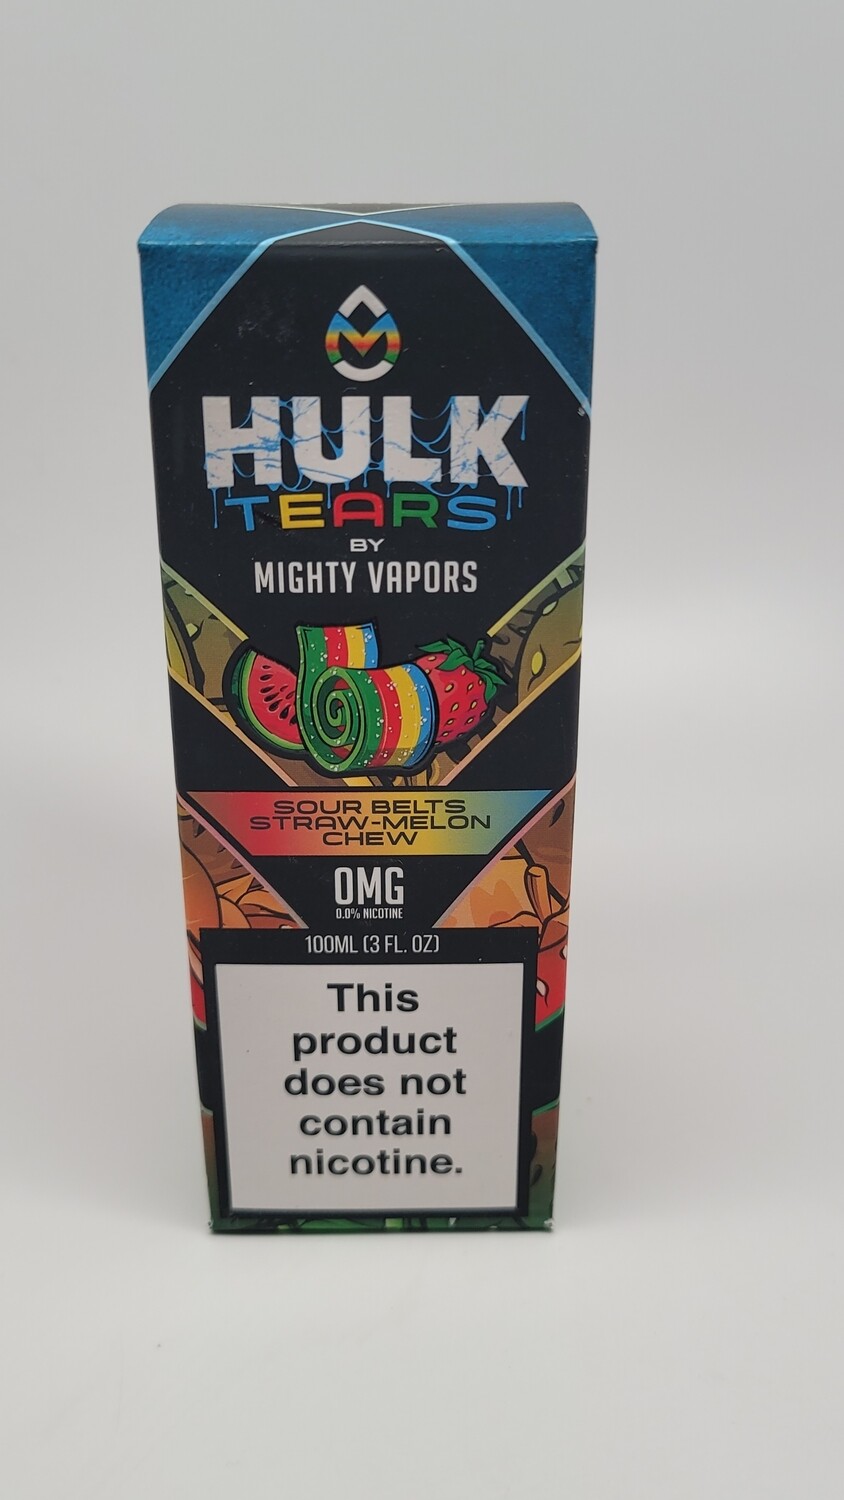 HULK
TEARS
BY
MIGHTY VAPORS
SOUR BELTS
STRAW-MELON
CHEW
0MG
0.0% NICOTINE
100ML (3 FL. OZ)
This
product
does not
contain
nicotine.